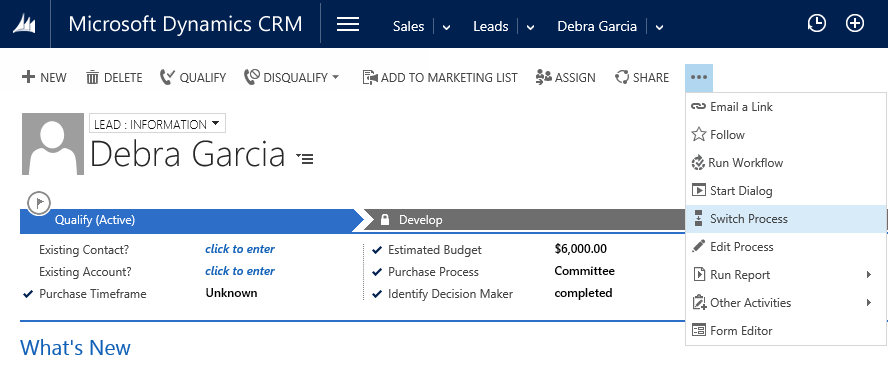 Microsoft Dynamics CRM Sales Leads Debra Garcia
NEW DELETE QUALIFY DISQUALIFY ADD TO MARKETING LIST ASSIGN SHARE ...
LEAD : INFORMATION
Debra Garcia
Email a Link
Follow
Run Workflow
Start Dialog
Switch Process
Edit Process
Run Report
Other Activities
Form Editor
Qualify (Active) Develop
Existing Contact? click to enter Estimated Budget $6,000.00
Existing Account? click to enter Purchase Process Committee
Purchase Timeframe Unknown Identify Decision Maker completed
What's New